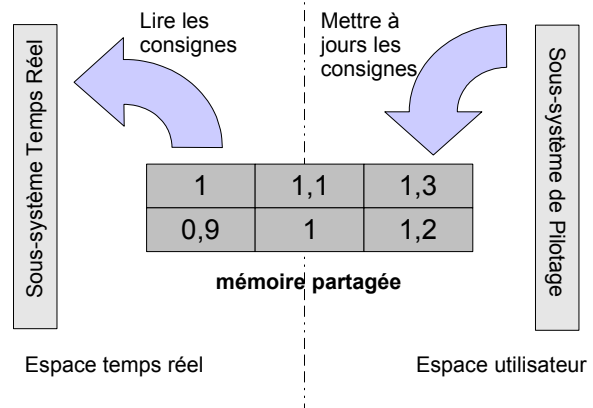 Lire les
consignes
Mettre à
jours les
consignes
Sous-système Temps Réel
Sous-système de Pilotage
1 1,1 1,3
0,9 1 1,2
mémoire partagée
Espace temps réel
Espace utilisateur